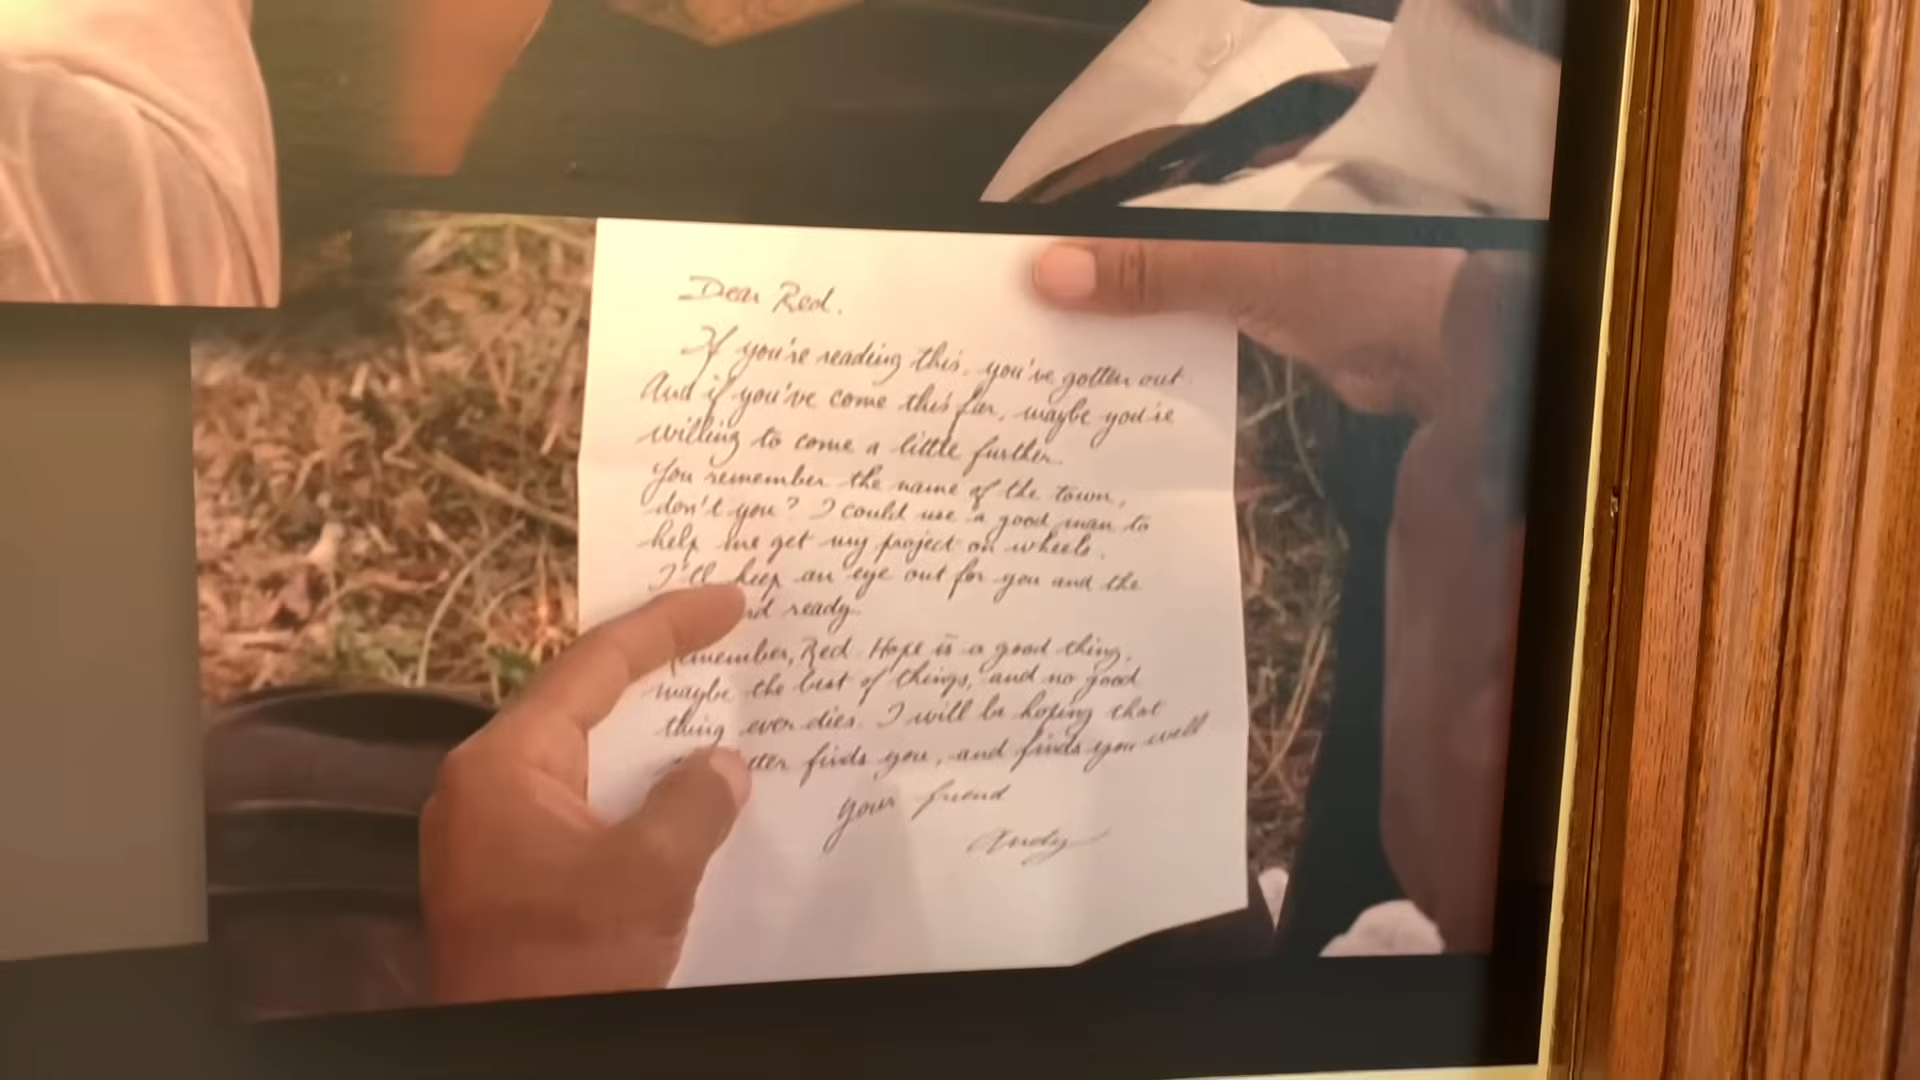 Dear Red.
If you're reading this, you've gotten out.
And if you've come this far, maybe you're
willing to come a little further.
You remember the name of the town,
don't you? I could use a good man to
help me get my project on wheels.
I'll keep an eye out for you and the
ready.
Remember, Red. Hope is a good thing,
maybe the best of things, and no good
thing ever dies. I will be hoping that
finds you, and finds you well
your friend
Andy